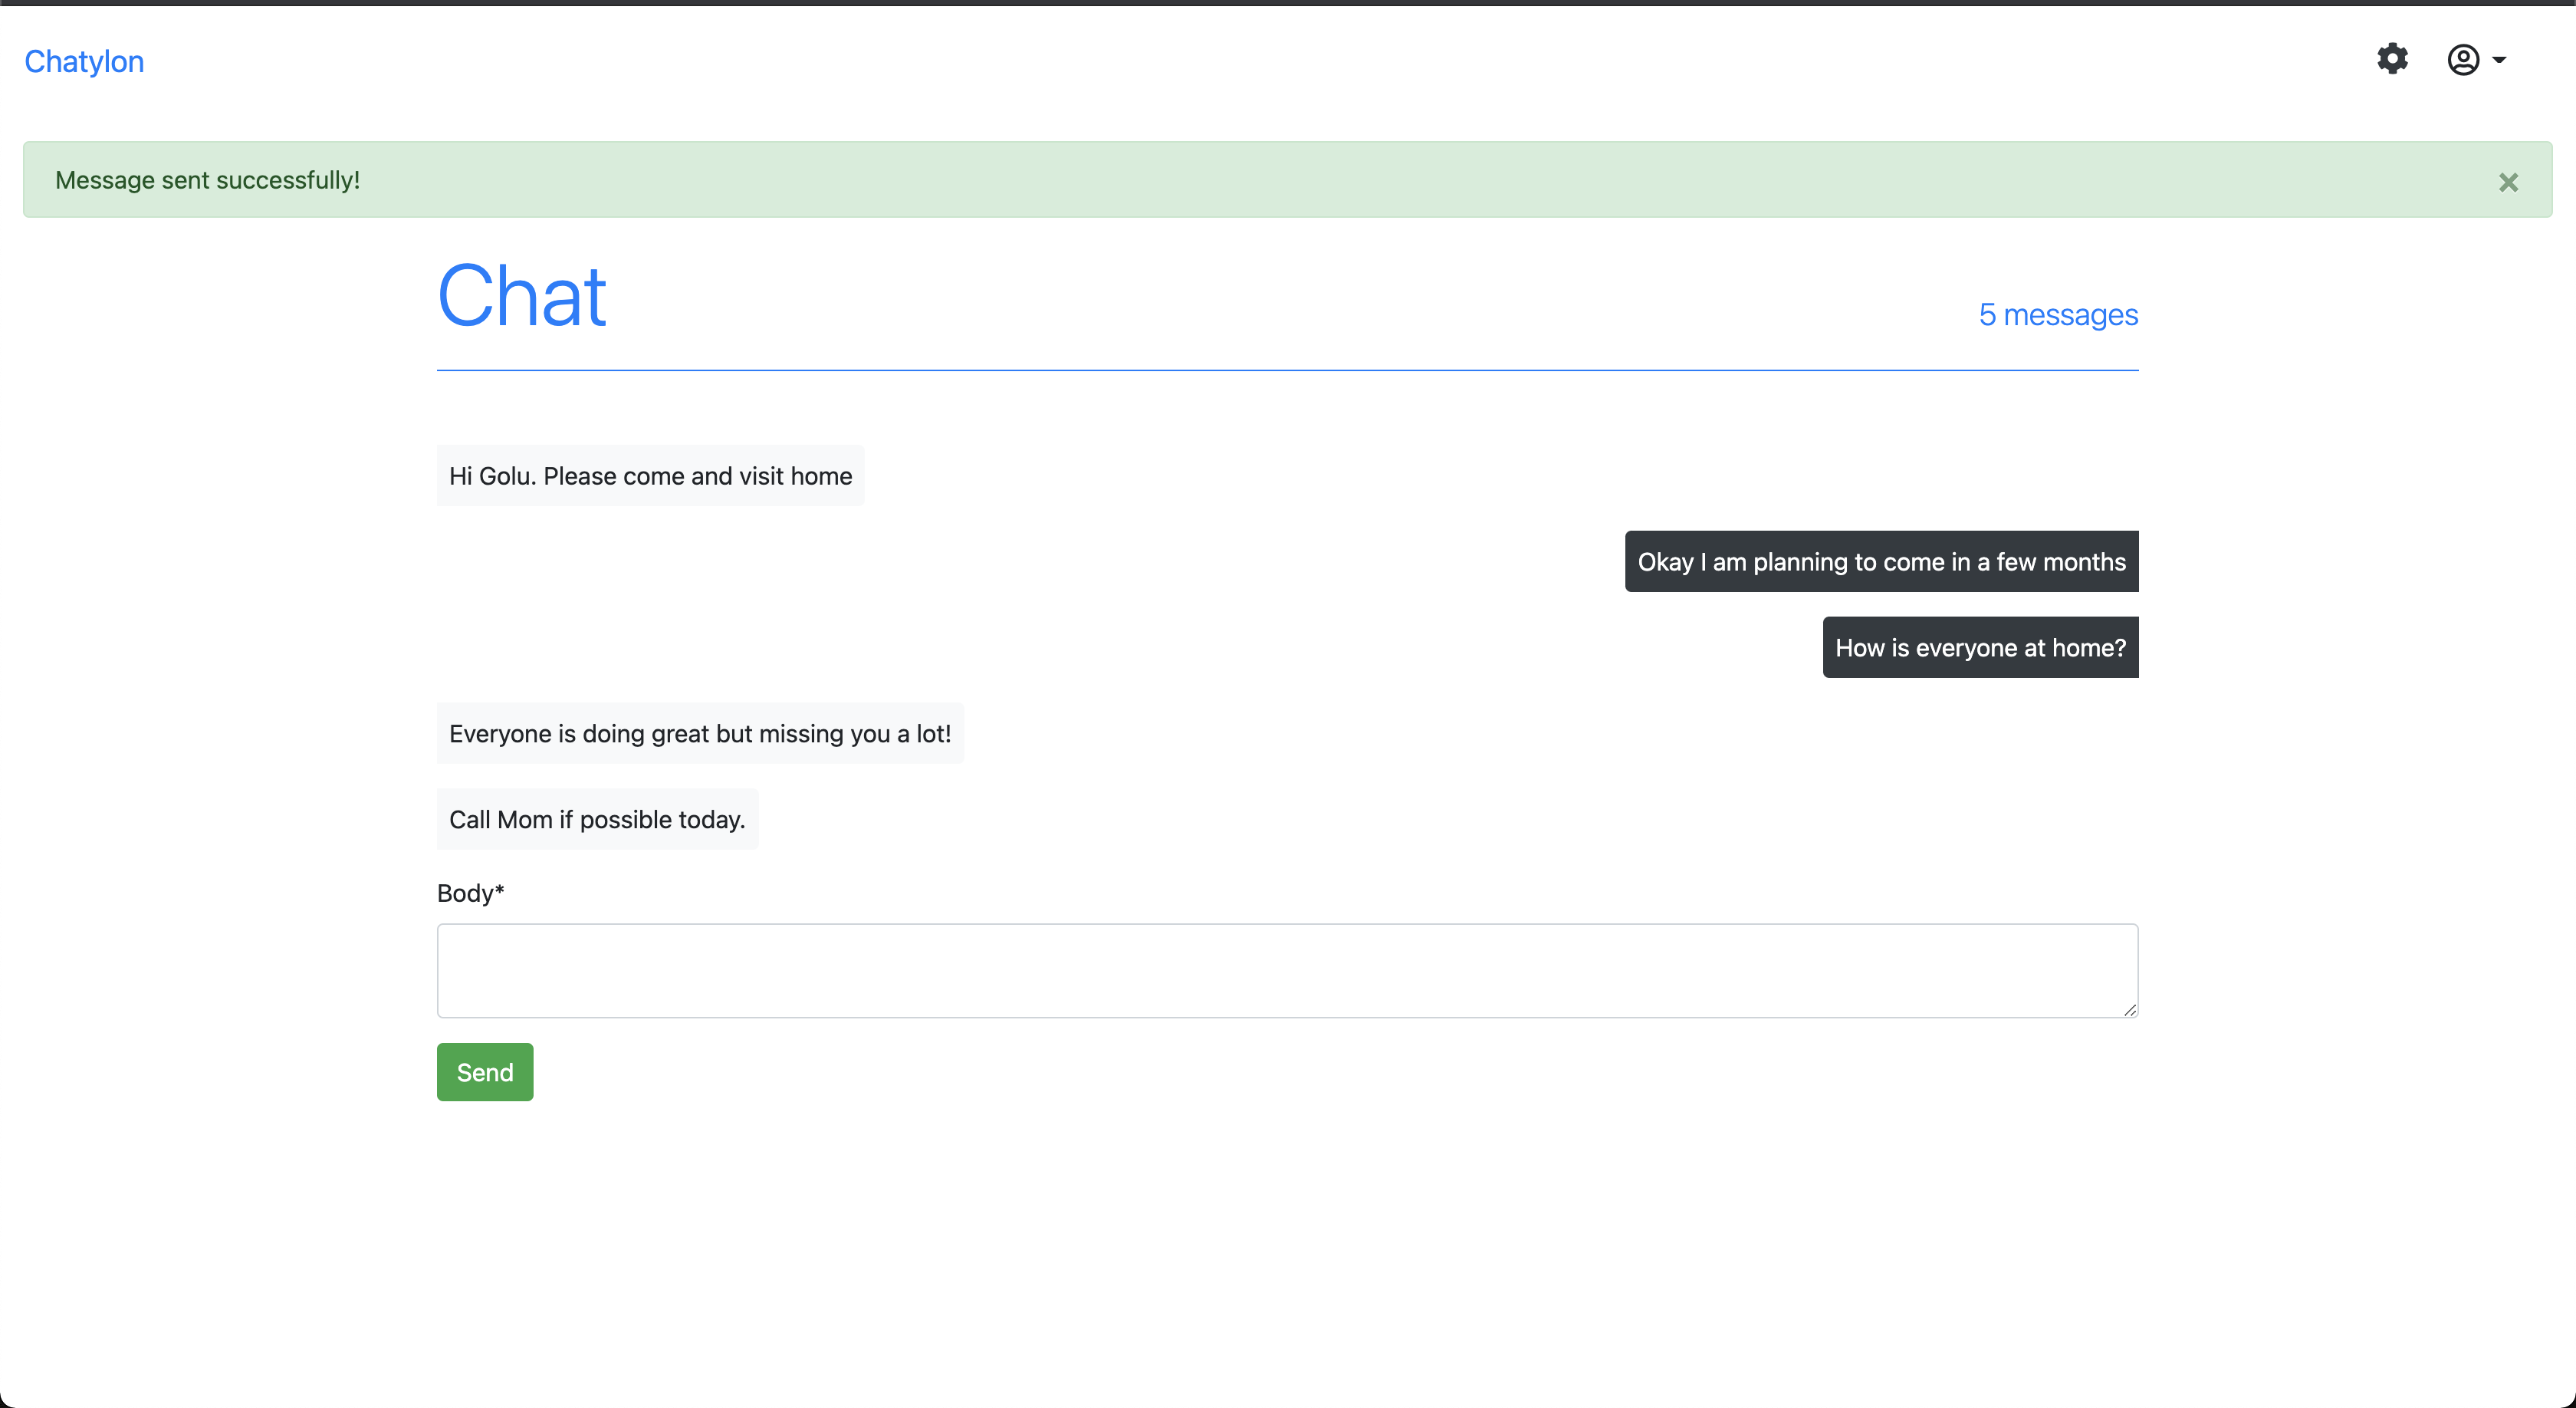 Chatylon
Message sent successfully!
×
Chat
5 messages
Hi Golu. Please come and visit home
Okay I am planning to come in a few months
How is everyone at home?
Everyone is doing great but missing you a lot!
Call Mom if possible today.
Body*
Send